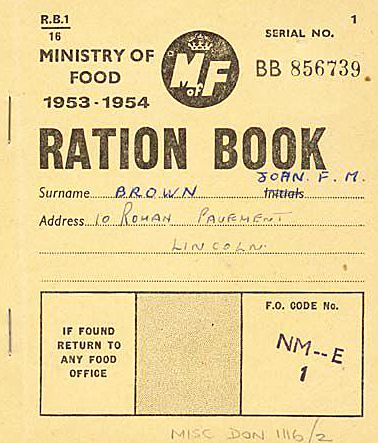 R.B.1
16
1
SERIAL NO.
MINISTRY OF
FOOD
1953-1954
M of F
BB 856739
RATION BOOK
JOAN. F. M.
Surname BROWN Initials
Address 10 ROMAN PAVEMENT
LINCOLN.
IF FOUND
RETURN TO
ANY FOOD
OFFICE
F.O. CODE No.
NM--E
1
MISC DON 1116/2